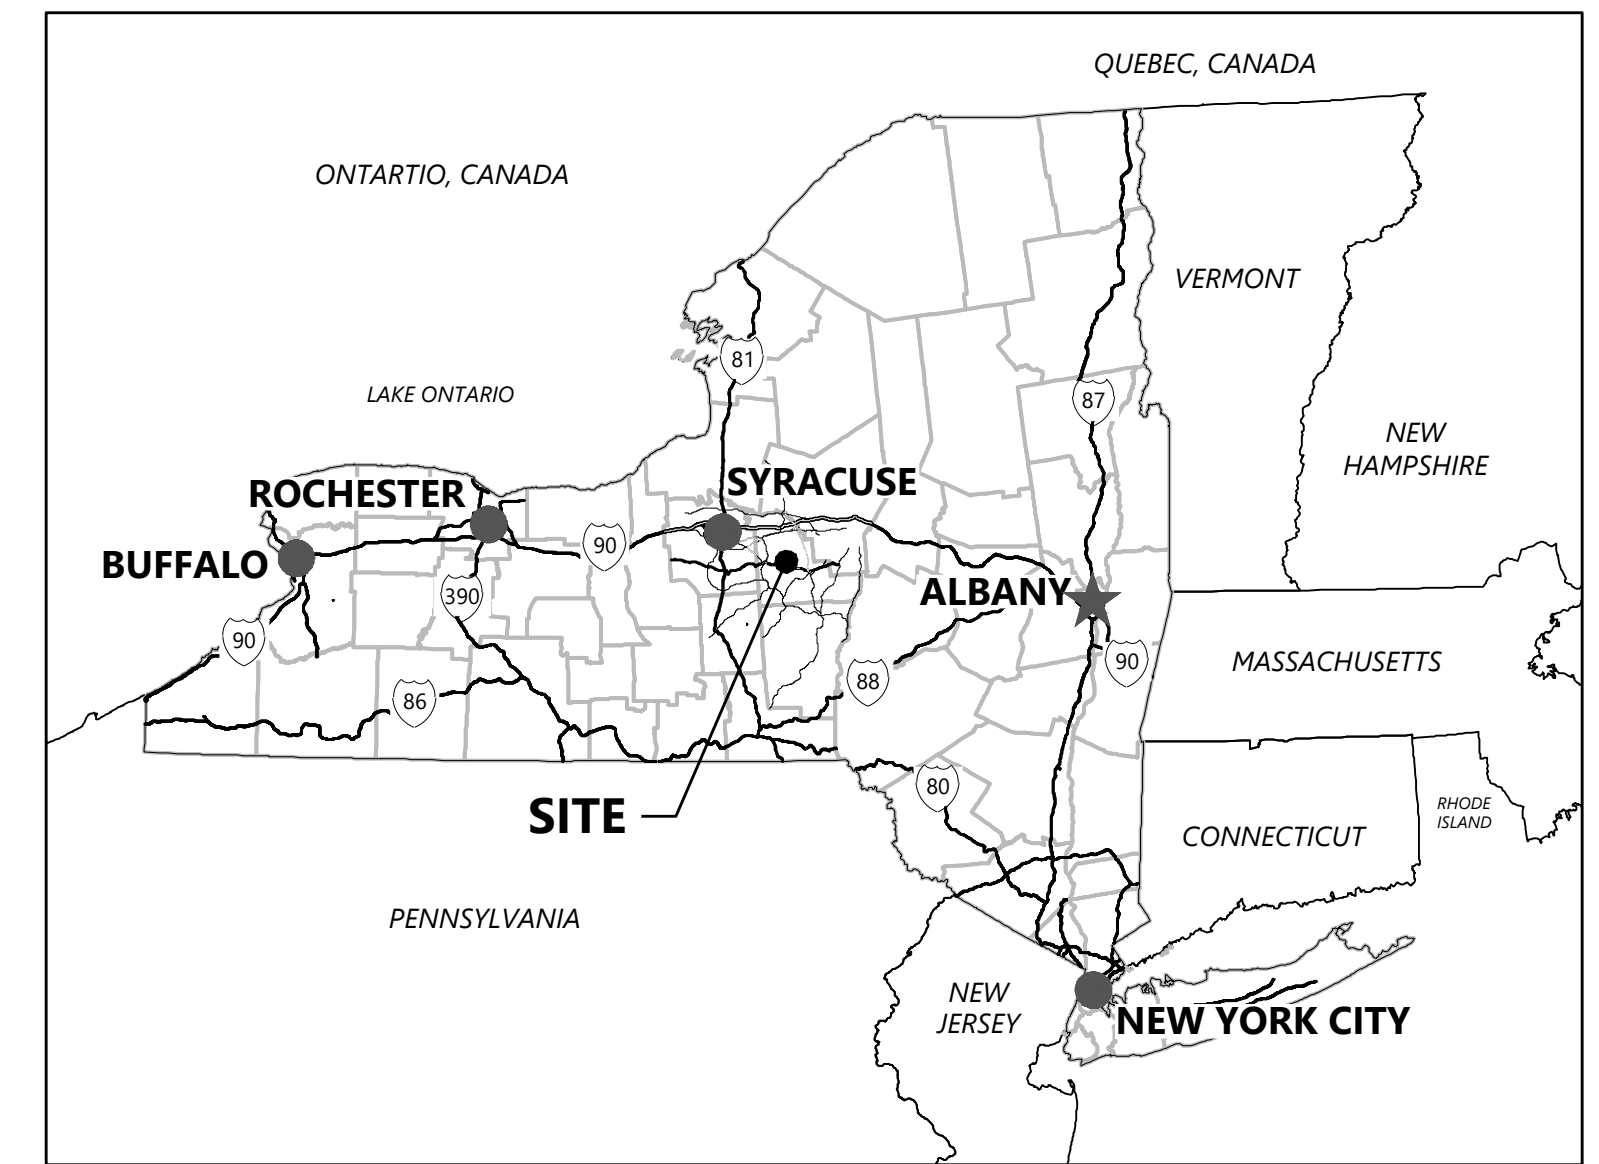 QUEBEC, CANADA
ONTARTIO, CANADA
VERMONT
81
LAKE ONTARIO
87
NEW
HAMPSHIRE
SYRACUSE
ROCHESTER
90
BUFFALO
390
ALBANY
90
90
MASSACHUSETTS
88
86
80
SITE
RHODE
ISLAND
CONNECTICUT
PENNSYLVANIA
NEW
JERSEY
NEW YORK CITY